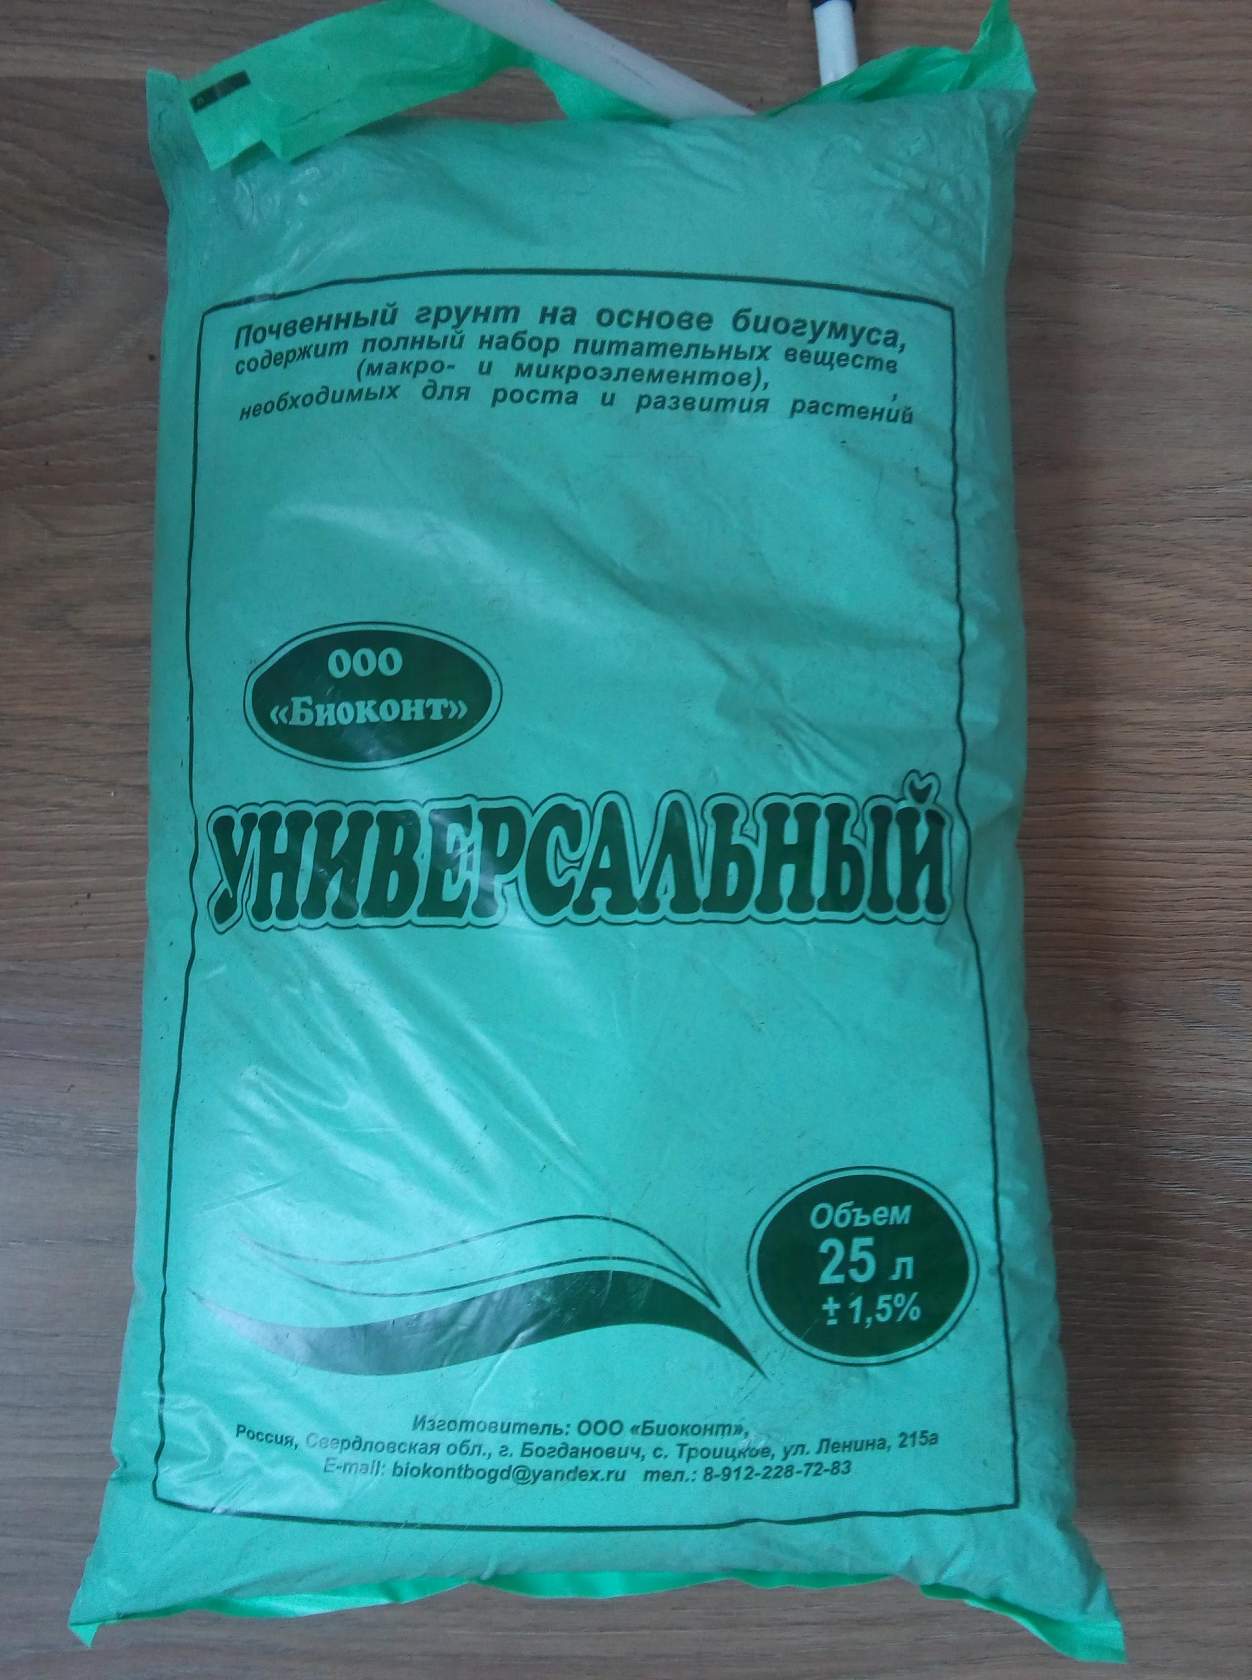 Почвенный грунт на основе биогумуса,
содержит полный набор питательных веществ
(макро- и микроэлементов),
необходимых для роста и развития растений
ООО
«Биоконт»
УНИВЕРСАЛЬНЫЙ
Объем
25 л
± 1,5%
Изготовитель: ООО «Биоконт»,
Россия, Свердловская обл., г. Богданович, с. Троицкое, ул. Ленина, 215а
E-mail: biokontbogd@yandex.ru тел.: 8-912-228-72-83